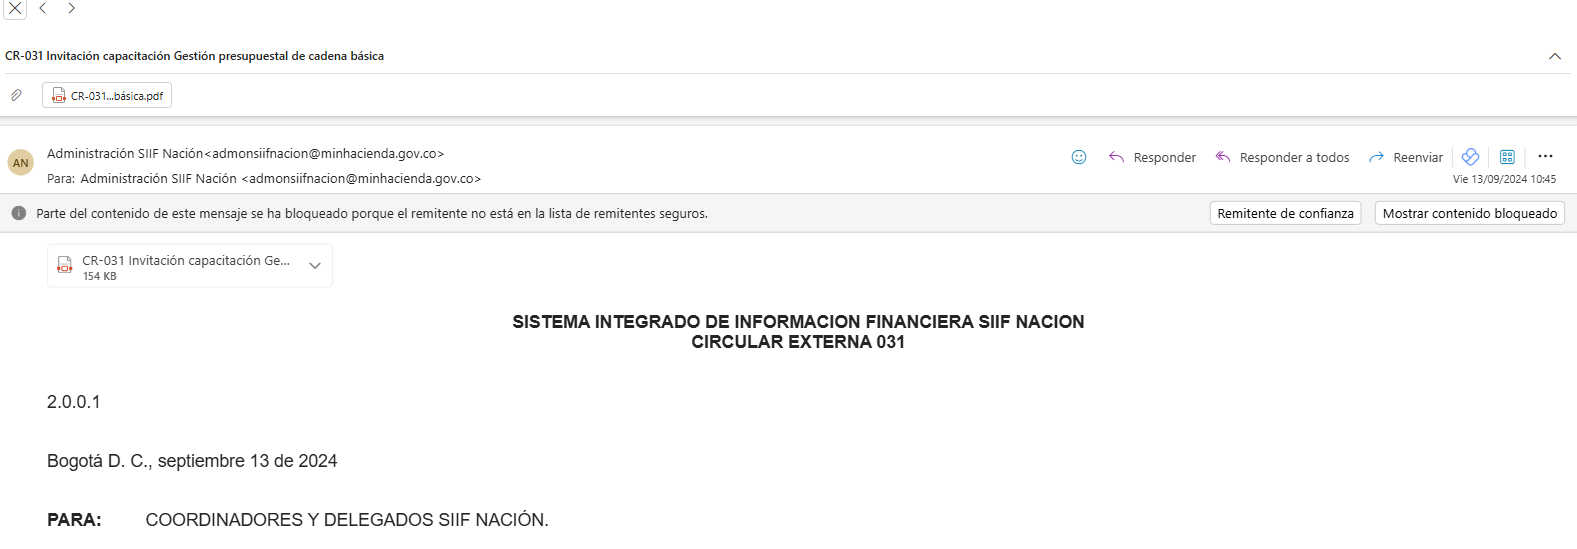 CR-031 Invitación capacitación Gestión presupuestal de cadena básica
CR-031...básica.pdf
AN
Administración SIIF Nación<admonsiifnacion@minhacienda.gov.co>
Responder
Responder a todos
Reenviar
Para: Administración SIIF Nación <admonsiifnacion@minhacienda.gov.co>
Vie 13/09/2024 10:45
Parte del contenido de este mensaje se ha bloqueado porque el remitente no está en la lista de remitentes seguros.
Remitente de confianza
Mostrar contenido bloqueado
CR-031 Invitación capacitación Ge...
154 KB
SISTEMA INTEGRADO DE INFORMACION FINANCIERA SIIF NACION
CIRCULAR EXTERNA 031
2.0.0.1
Bogotá D. C., septiembre 13 de 2024
PARA: COORDINADORES Y DELEGADOS SIIF NACIÓN.